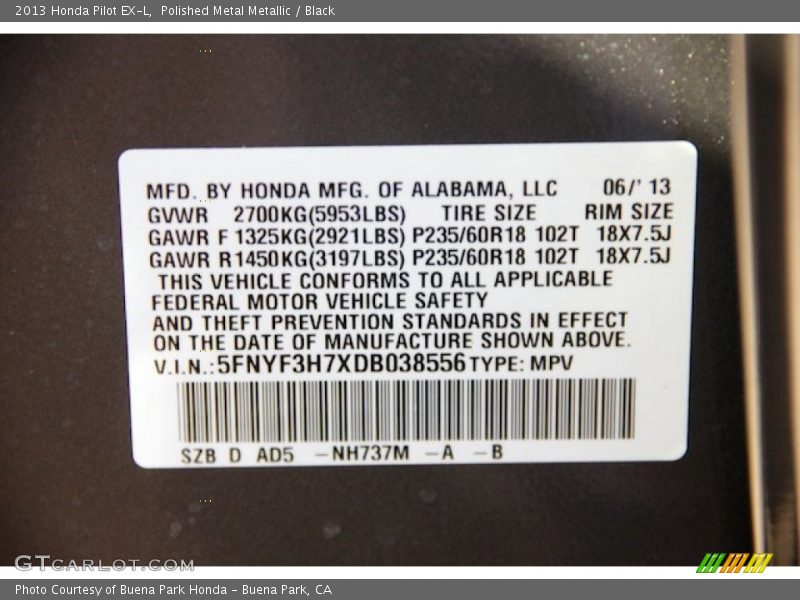 2013 Honda Pilot EX-L, Polished Metal Metallic / Black
MFD. BY HONDA MFG. OF ALABAMA, LLC 06/' 13
GVWR 2700KG(5953LBS) TIRE SIZE RIM SIZE
GAWR F 1325KG(2921LBS) P235/60R18 102T 18X7.5J
GAWR R1450KG(3197LBS) P235/60R18 102T 18X7.5J
THIS VEHICLE CONFORMS TO ALL APPLICABLE
FEDERAL MOTOR VEHICLE SAFETY
AND THEFT PREVENTION STANDARDS IN EFFECT
ON THE DATE OF MANUFACTURE SHOWN ABOVE.
V.I.N.:5FNYF3H7XDB038556 TYPE: MPV
SZB D AD5 -NH737M -A -B
GTCARLOT.COM
Photo Courtesy of Buena Park Honda - Buena Park, CA